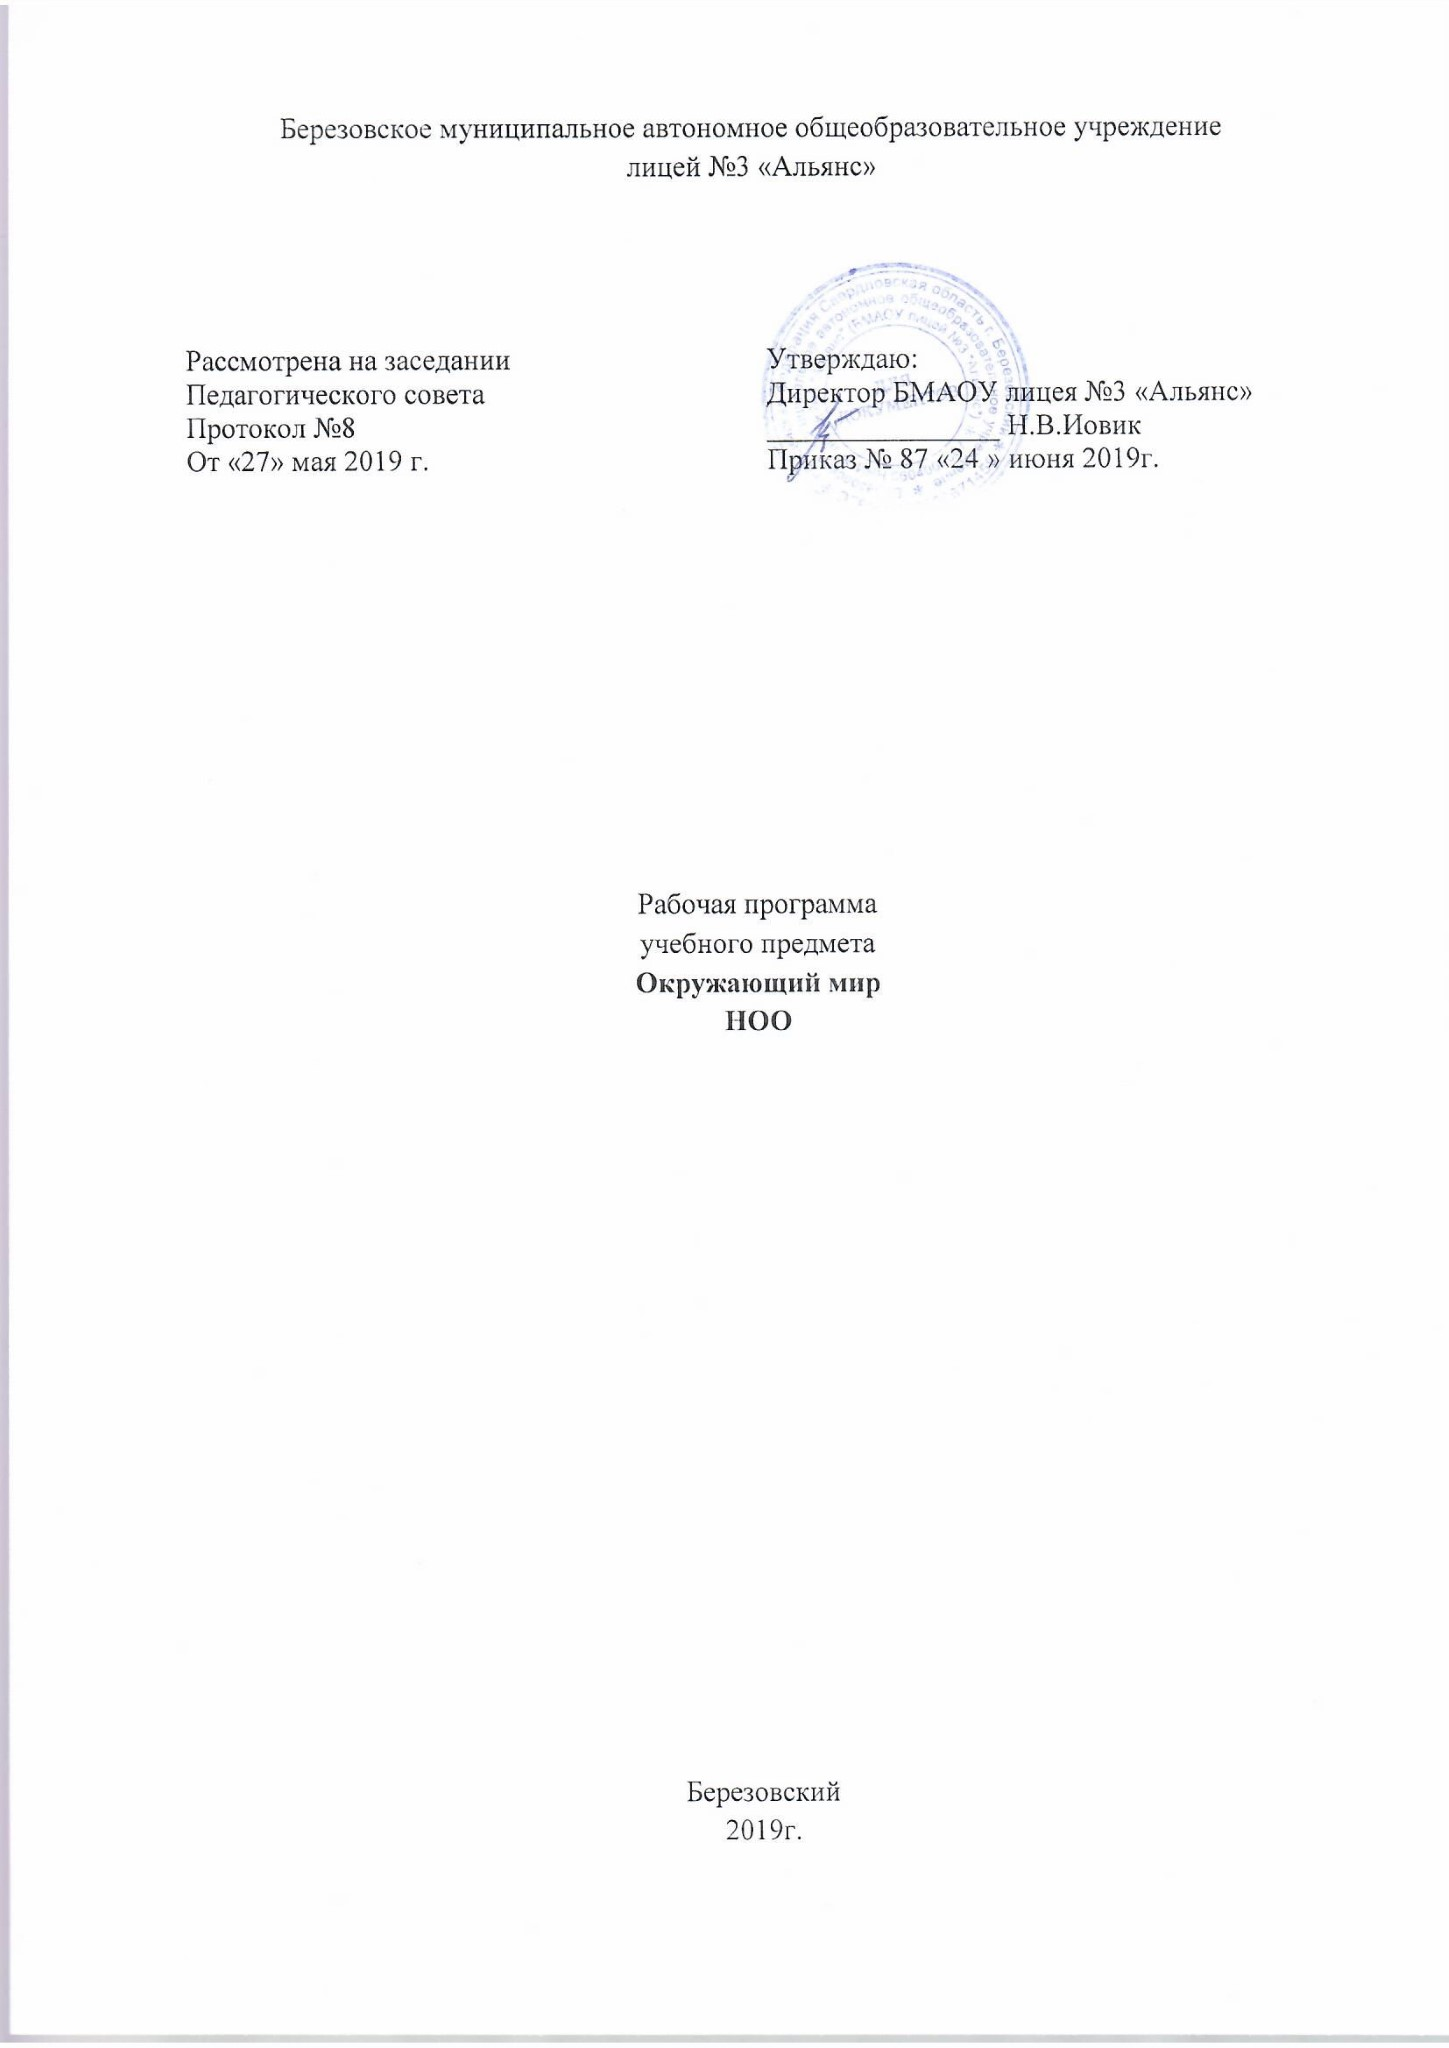 Березовское муниципальное автономное общеобразовательное учреждение
лицей №3 «Альянс»
Рассмотрена на заседании
Педагогического совета
Протокол №8
От «27» мая 2019 г.
Утверждаю:
Директор БМАОУ лицея №3 «Альянс»
________________ Н.В.Иовик
Приказ № 87 «24 » июня 2019г.
Рабочая программа
учебного предмета
Окружающий мир
НОО
Березовский
2019г.